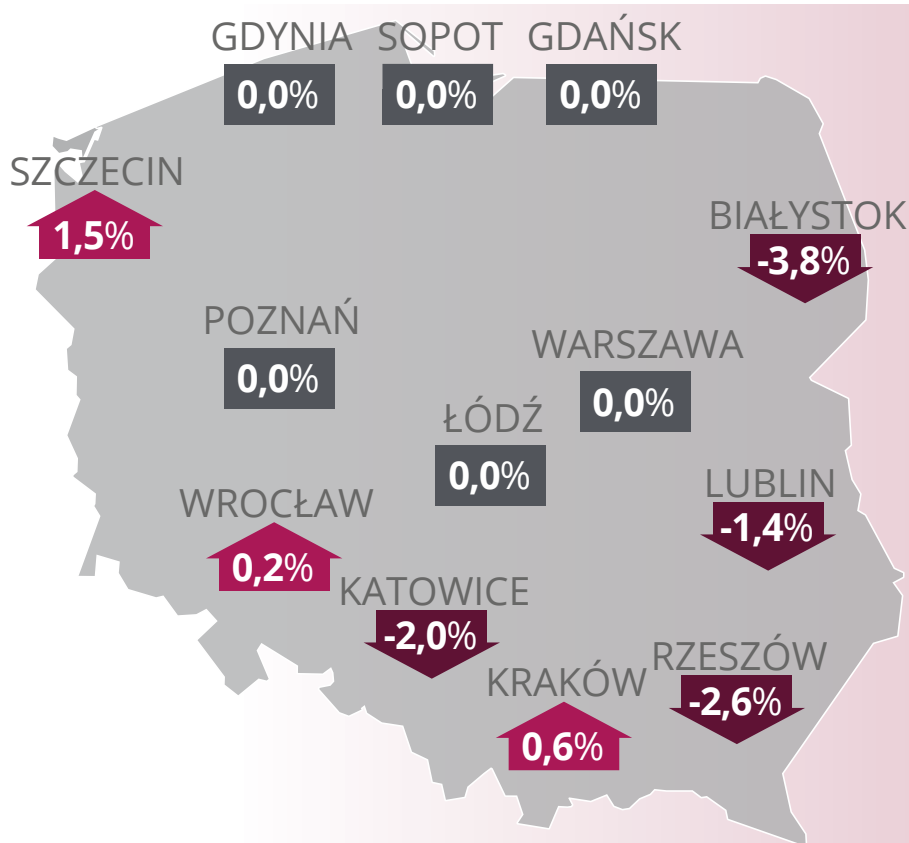 GDYNIA SOPOT GDAŃSK
0,0% 0,0% 0,0%
SZCZECIN
1,5%
BIAŁYSTOK
-3,8%
POZNAŃ
0,0%
WARSZAWA
0,0%
ŁÓDŹ
0,0%
WROCŁAW
0,2%
LUBLIN
-1,4%
KATOWICE
-2,0%
KRAKÓW
0,6%
RZESZÓW
-2,6%